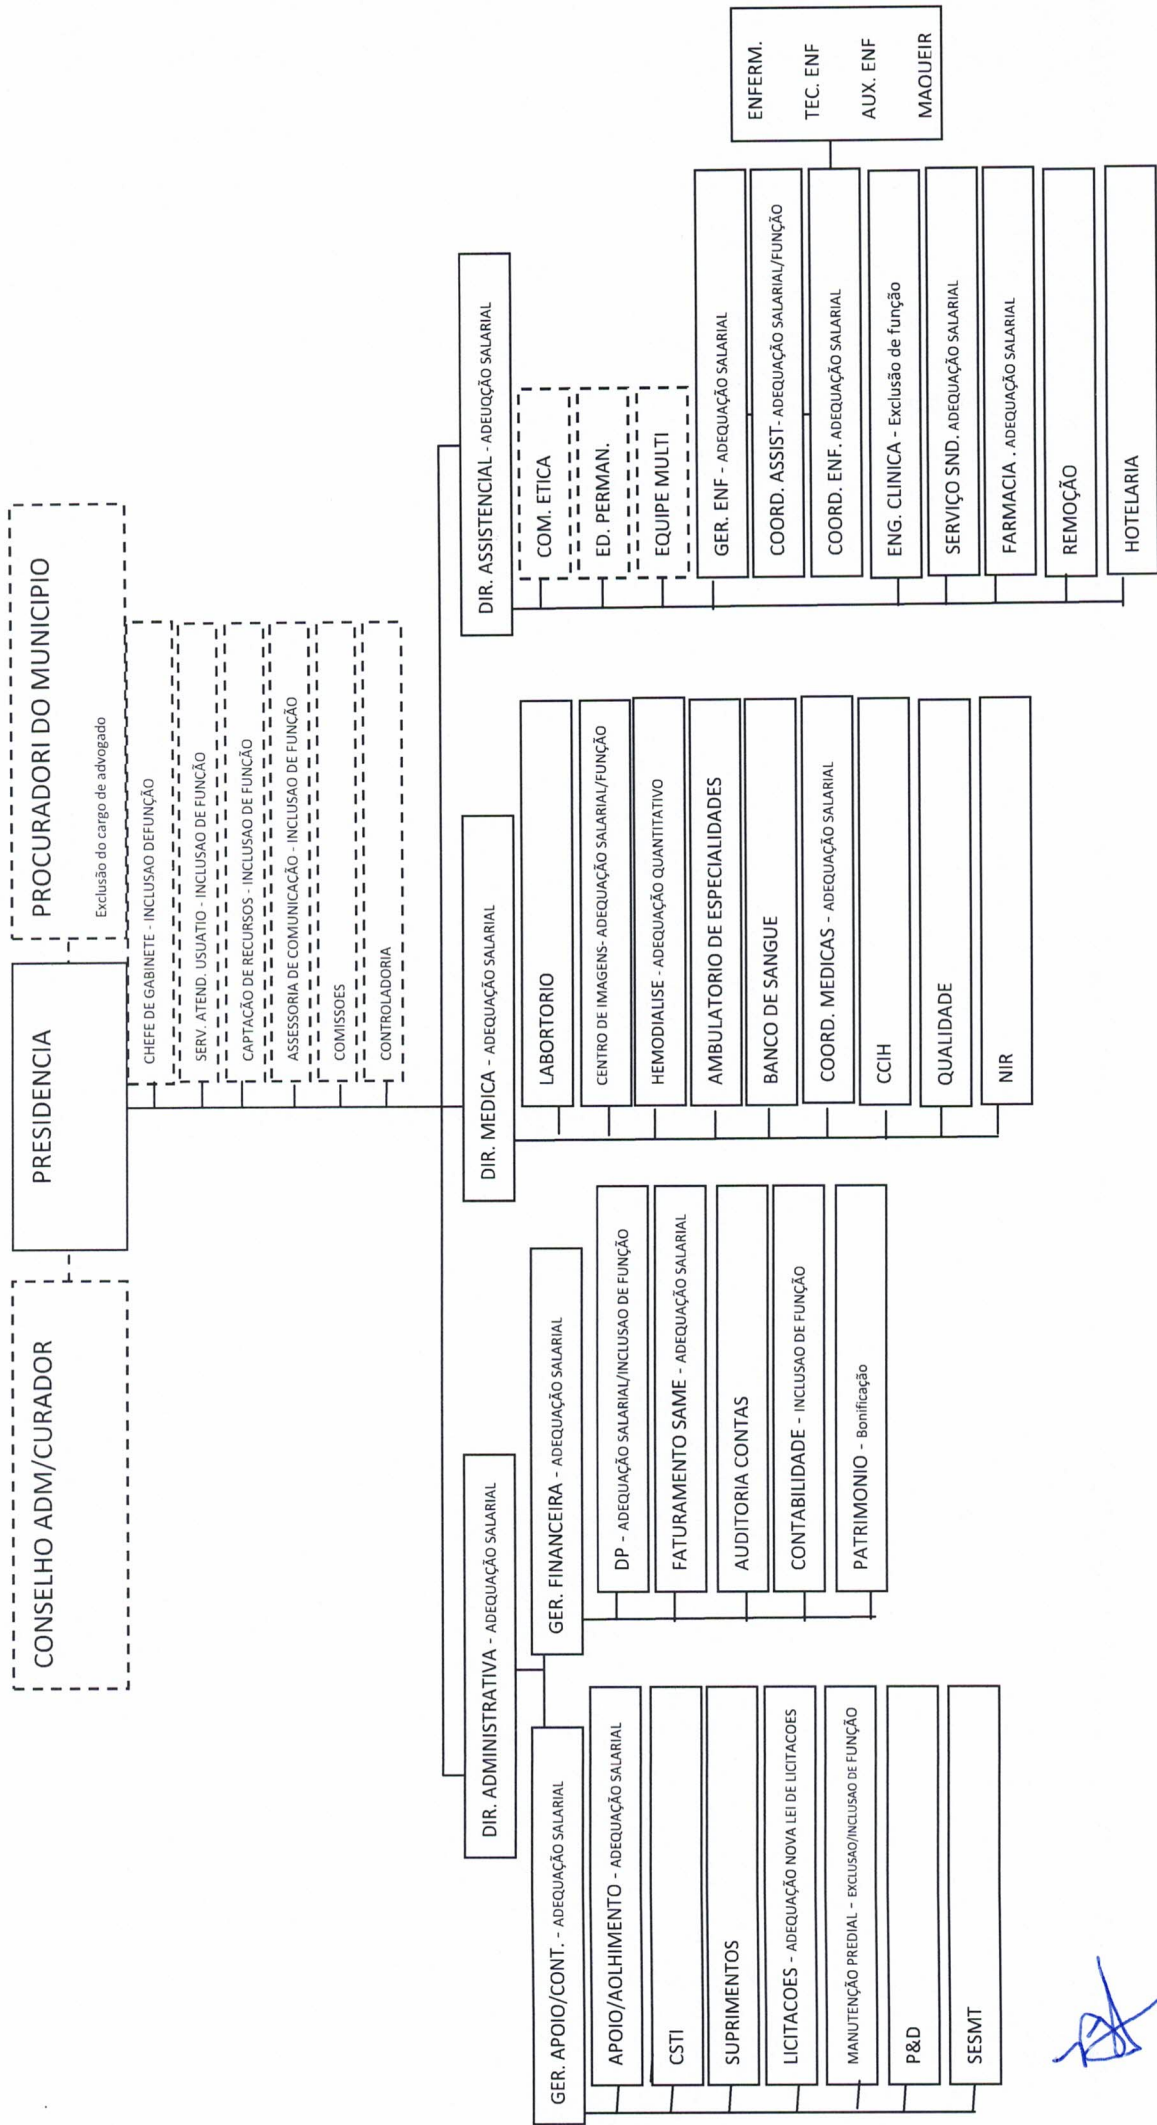 CONSELHO ADM/CURADOR
PRESIDENCIA
PROCURADORI DO MUNICIPIO
Exclusão do cargo de advogado
CHEFE DE GABINETE - INCLUSAO DEFUNÇÃO
SERV. ATEND. USUATIO - INCLUSAO DE FUNCÃO
CAPTACÃO DE RECURSOS - INCLUSAO DE FUNÇÃO
ASSESSORIA DE COMUNICAÇÃO - INCLUSAO DE FUNÇÃO
COMISSOES
CONTROLADORIA
DIR. ADMINISTRATIVA - ADEQUAÇÃO SALARIAL
GER. APOIO/CONT. - ADEQUAÇÃO SALARIAL
APOIO/AOLHIMENTO - ADEQUAÇÃO SALARIAL
CSTI
SUPRIMENTOS
LICITACOES - ADEQUAÇÃO NOVA LEI DE LICITACOES
MANUTENÇÃO PREDIAL - EXCLUSAO/INCLUSAO DE FUNÇÃO
P&D
SESMT
GER. FINANCEIRA - ADEQUAÇÃO SALARIAL
DP - ADEQUAÇÃO SALARIAL/INCLUSAO DE FUNÇÃO
FATURAMENTO SAME - ADEQUAÇÃO SALARIAL
AUDITORIA CONTAS
CONTABILIDADE - INCLUSAO DE FUNÇÃO
PATRIMONIO - Bonificação
DIR. MEDICA - ADEQUAÇÃO SALARIAL
LABORTORIO
CENTRO DE IMAGENS- ADEQUAÇÃO SALARIAL/FUNÇÃO
HEMODIALISE - ADEQUAÇÃO QUANTITATIVO
AMBULATORIO DE ESPECIALIDADES
BANCO DE SANGUE
COORD. MEDICAS - ADEQUAÇÃO SALARIAL
CCIH
QUALIDADE
NIR
DIR. ASSISTENCIAL - ADEUQÇÃO SALARIAL
COM. ETICA
ED. PERMAN.
EQUIPE MULTI
GER. ENF - ADEQUAÇÃO SALARIAL
COORD. ASSIST- ADEQUAÇÃO SALARIAL/FUNÇÃO
COORD. ENF. ADEQUAÇÃO SALARIAL
ENG. CLINICA - Exclusão de função
SERVIÇO SND. ADEQUAÇÃO SALARIAL
FARMACIA . ADEQUAÇÃO SALARIAL
REMOÇÃO
HOTELARIA
ENFERM.
TEC. ENF
AUX. ENF
MAQUEIR